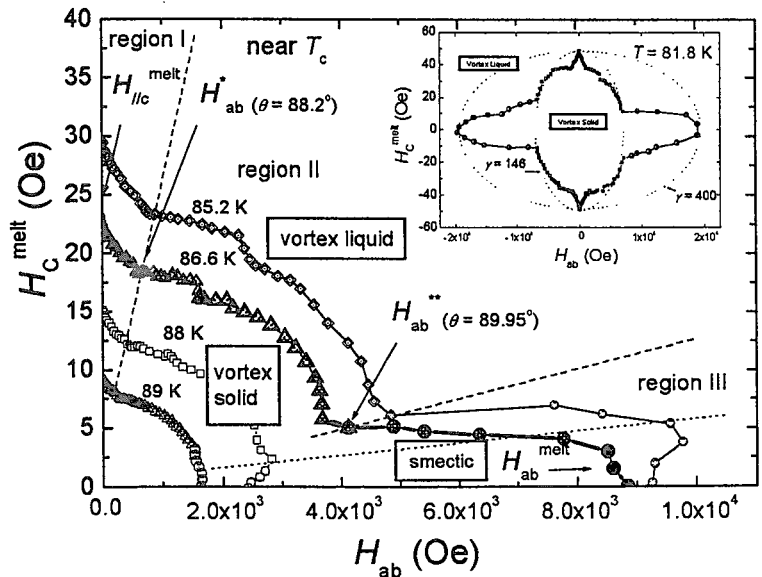 region I
near Tc
H//c melt
H*ab (θ = 88.2°)
region II
85.2 K
vortex liquid
86.6 K
88 K
89 K
vortex solid
H**ab (θ = 89.95°)
region III
smectic
Hab melt
40
35
30
25
20
15
10
5
0
HC melt (Oe)
0.0 2.0x10³ 4.0x10³ 6.0x10³ 8.0x10³ 1.0x10⁴
Hab (Oe)
T = 81.8 K
Vortex Liquid
Vortex Solid
γ = 146
γ = 400
60
40
20
0
-20
-40
-60
HC melt (Oe)
-2x10⁴ -1x10⁴ 0 1x10⁴ 2x10⁴
Hab (Oe)